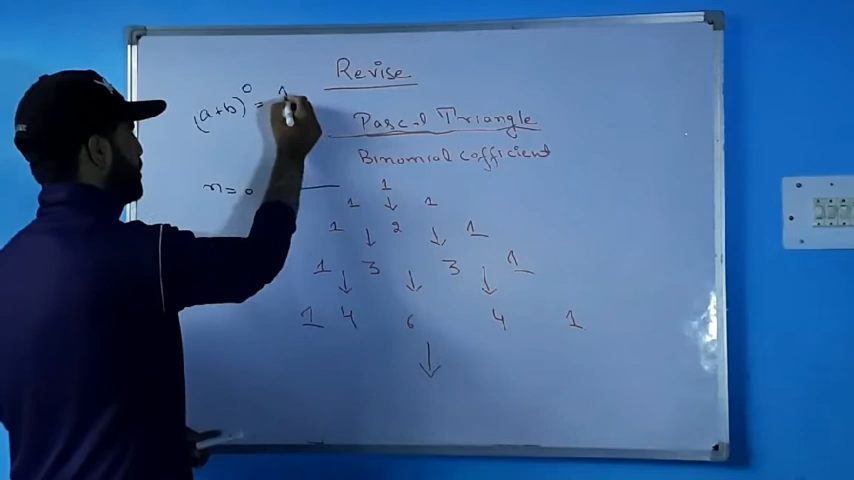 Revise
(a+b)⁰ = 1
Pascal Triangle
Binomial coefficient
n = 0 1
1 1
1 2 1
1 3 3 1
1 4 6 4 1